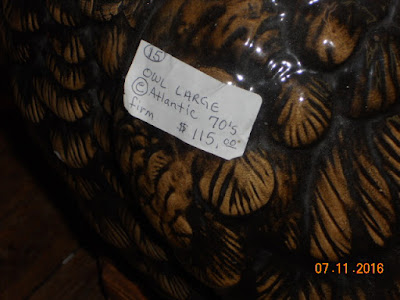 15
OWL LARGE
© Atlantic 70's
firm $115.00
07.11.2016